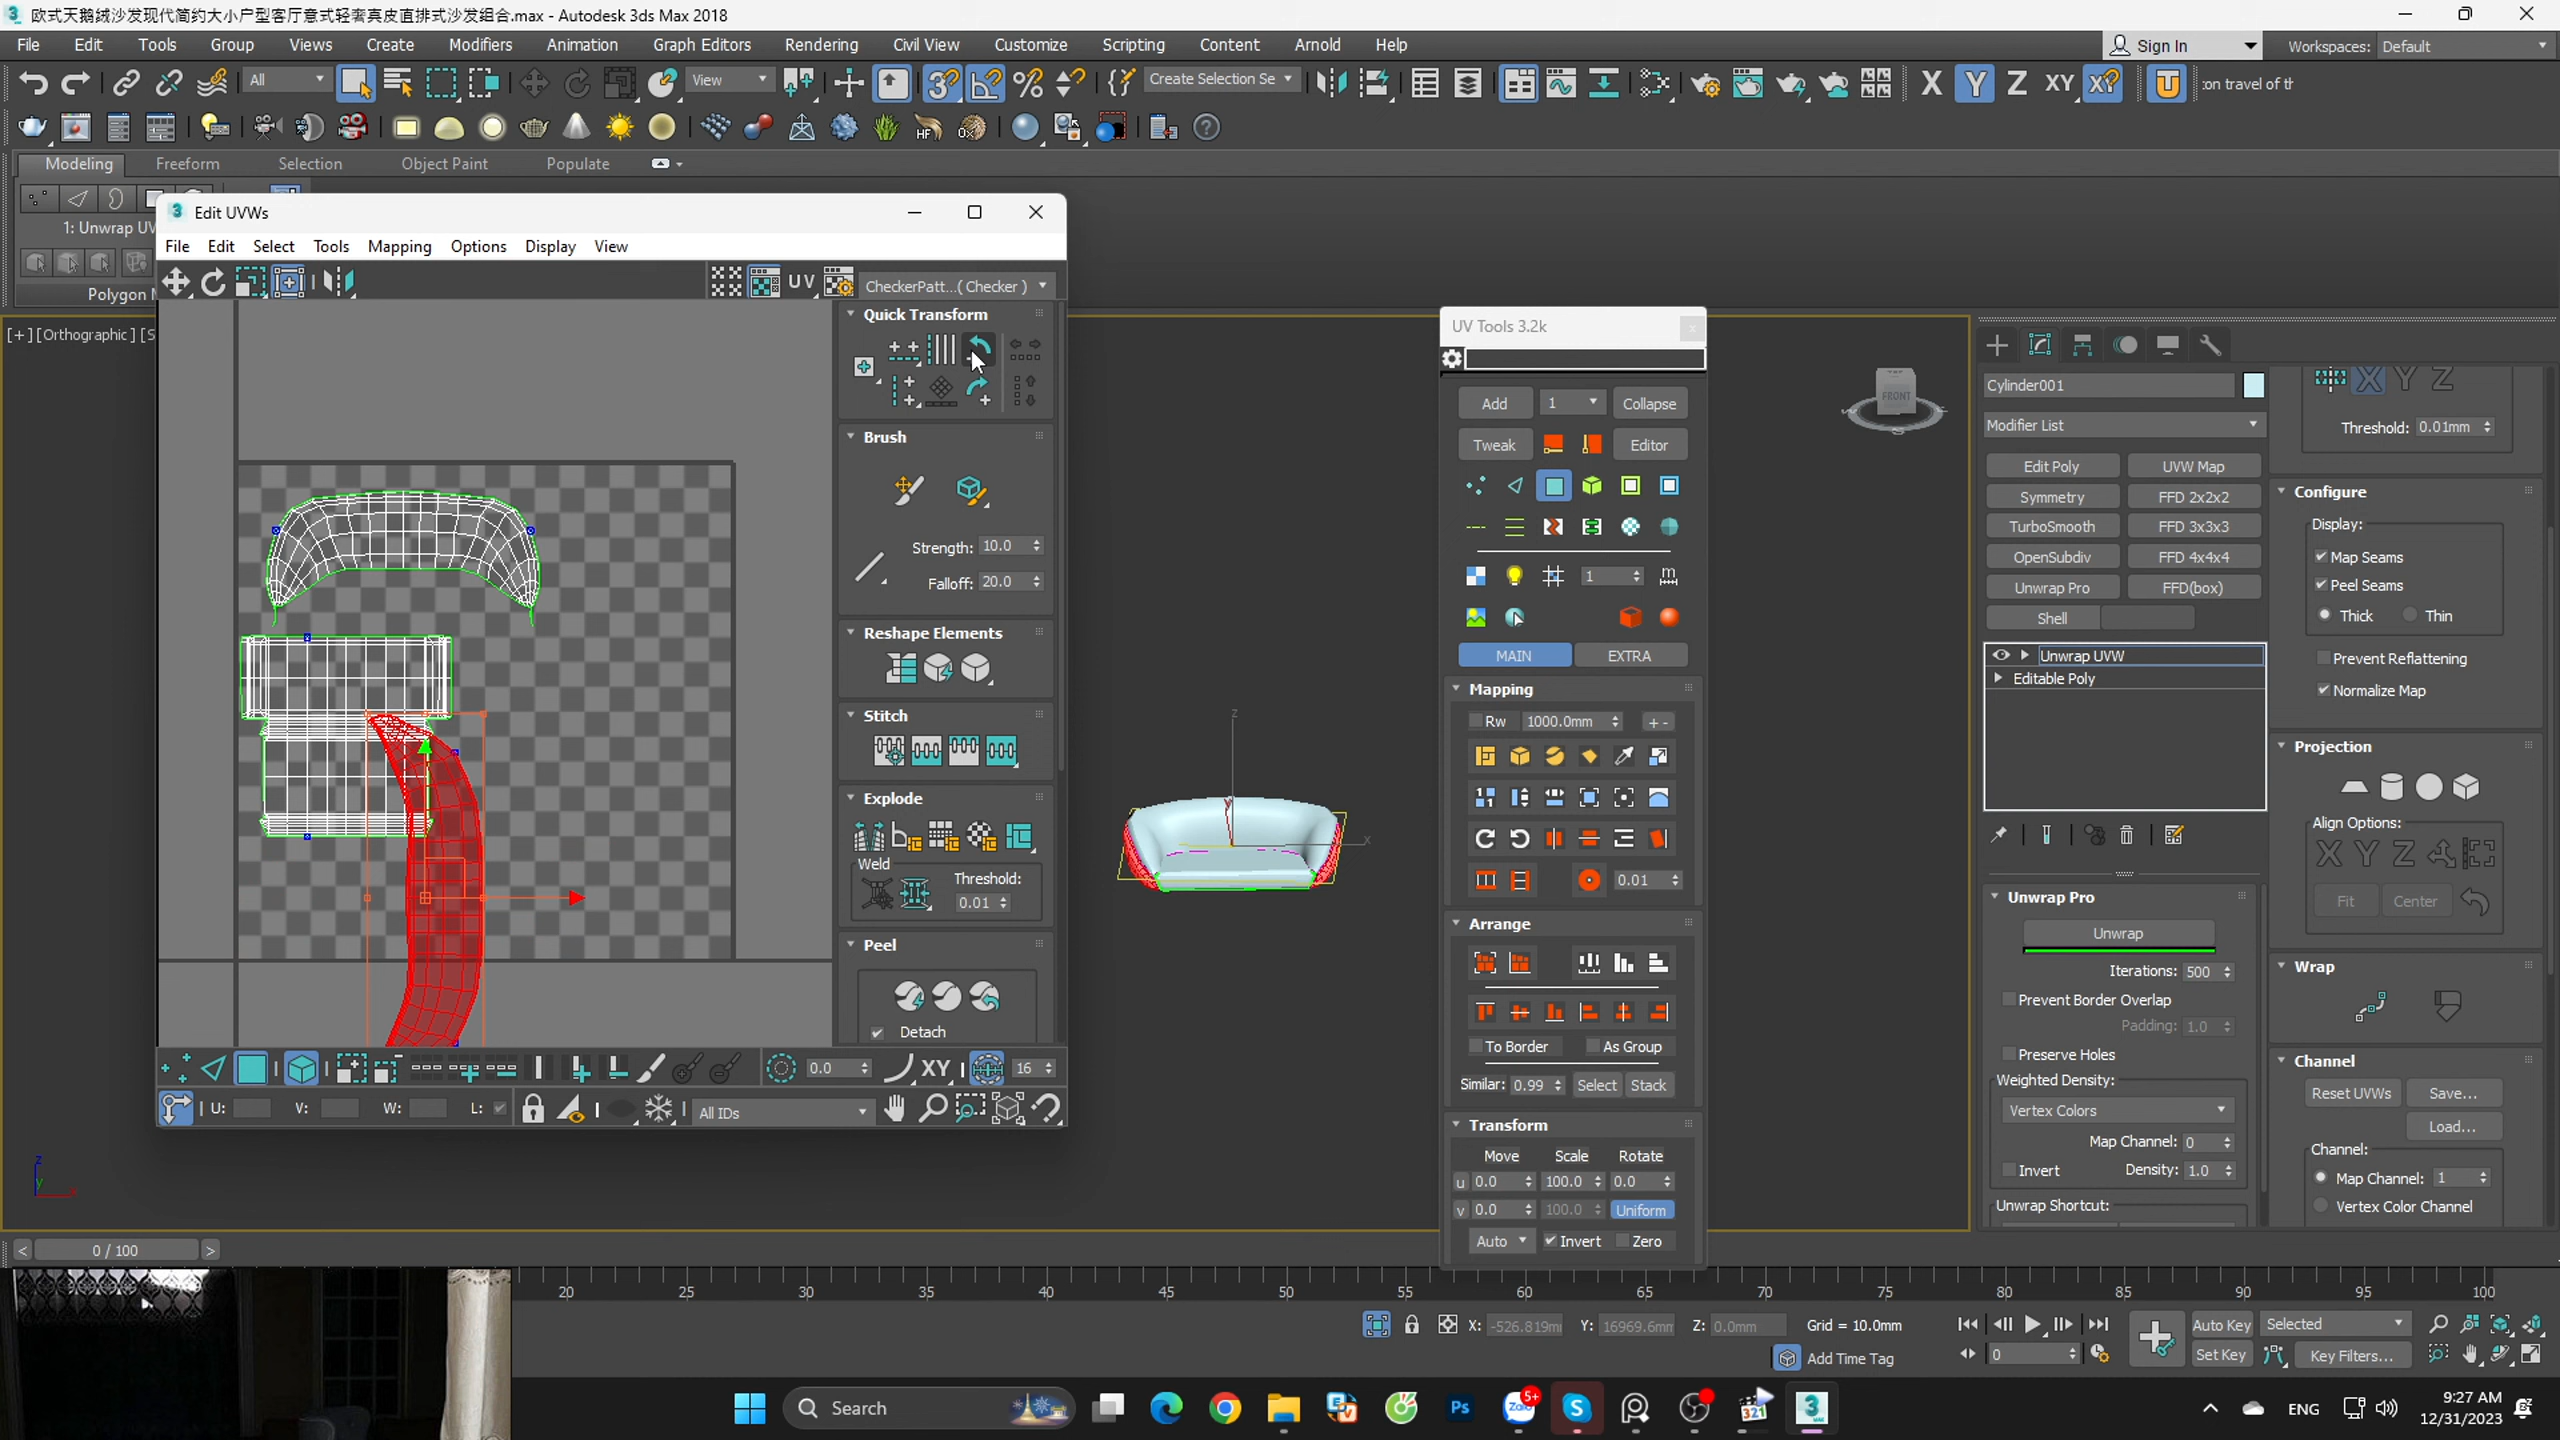 欧式天鹅绒沙发现代简约大小户型客厅意式轻奢真皮直排式沙发组合.max - Autodesk 3ds Max 2018
File Edit Tools Group Views Create Modifiers Animation Graph Editors Rendering Civil View Customize Scripting Content Arnold Help
Sign In Workspaces: Default
All View Create Selection Se X Y Z XY con travel of th
Modeling Freeform Selection Object Paint Populate
1: Unwrap UV
Polygon M
Edit UVWs
File Edit Select Tools Mapping Options Display View
UV CheckerPatt...( Checker )
[+] [Orthographic ] [S
Quick Transform
Brush
Strength: 10.0
Falloff: 20.0
Reshape Elements
Stitch
Explode
Weld
Threshold:
0.01
Peel
Detach
0.0 XY 16
U: V: W: L: All IDs
FRONT
z
x
y
UV Tools 3.2k
x
Add 1 Collapse
Tweak Editor
1
MAIN EXTRA
Mapping
Rw 1000.0mm + -
0.01
Arrange
To Border As Group
Similar: 0.99 Select Stack
Transform
Move Scale Rotate
u 0.0 100.0 0.0
v 0.0 100.0 Uniform
Auto Invert Zero
Cylinder001
Modifier List
Edit Poly UVW Map
Symmetry FFD 2x2x2
TurboSmooth FFD 3x3x3
OpenSubdiv FFD 4x4x4
Unwrap Pro FFD(box)
Shell
Unwrap UVW
Editable Poly
Unwrap Pro
Unwrap
Iterations: 500
Prevent Border Overlap
Padding: 1.0
Preserve Holes
Weighted Density:
Vertex Colors
Map Channel: 0
Invert Density: 1.0
Unwrap Shortcut:
X Y Z
Threshold: 0.01mm
Configure
Display:
Map Seams
Peel Seams
Thick Thin
Prevent Reflattening
Normalize Map
Projection
Align Options:
X Y Z
Fit Center
Wrap
Channel
Reset UVWs Save...
Load...
Channel:
Map Channel: 1
Vertex Color Channel
z
y
< 0 / 100 >
20 25 30 35 40 45 50 55 60 65 70 75 80 85 90 95 100
X: -526.819mm Y: 16969.6mm Z: 0.0mm Grid = 10.0mm
Add Time Tag
0
Auto Key Selected
Set Key Key Filters...
Search
Ps
Zalo 5+
321
ENG
9:27 AM
12/31/2023